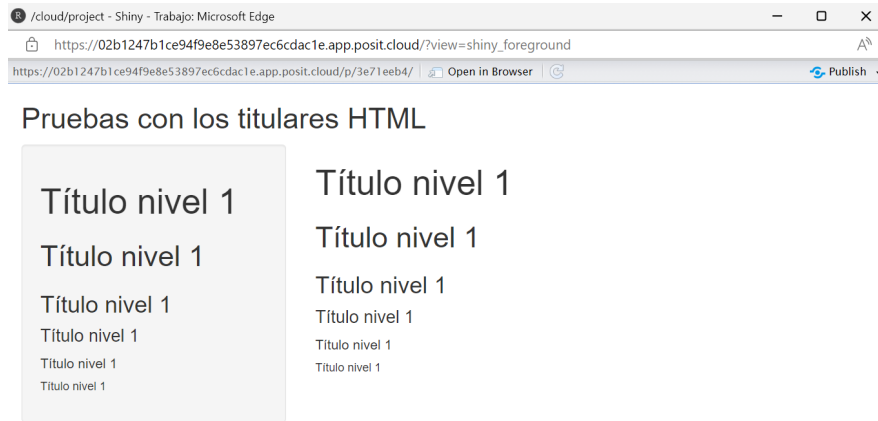 R /cloud/project - Shiny - Trabajo: Microsoft Edge
https://02b1247b1ce94f9e8e53897ec6cdac1e.app.posit.cloud/?view=shiny_foreground
https://02b1247b1ce94f9e8e53897ec6cdac1e.app.posit.cloud/p/3e71eeb4/ Open in Browser Publish
Pruebas con los titulares HTML
Título nivel 1
Título nivel 1
Título nivel 1
Título nivel 1
Título nivel 1
Título nivel 1
Título nivel 1
Título nivel 1
Título nivel 1
Título nivel 1
Título nivel 1
Título nivel 1